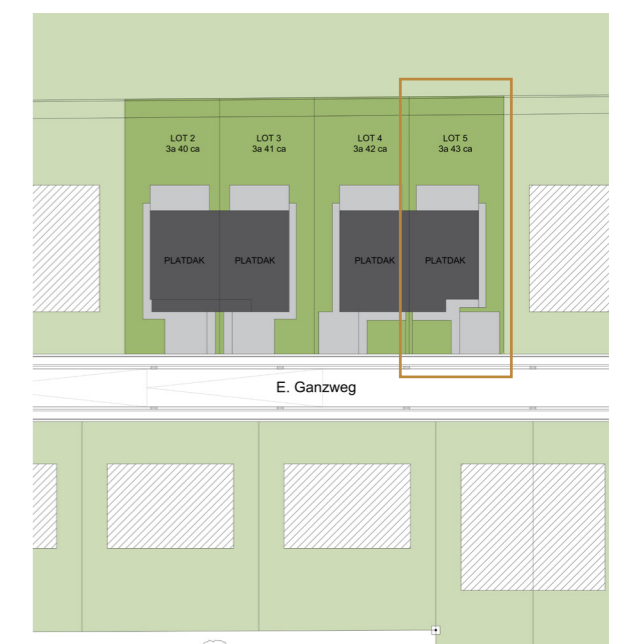 LOT 2
3a 40 ca
LOT 3
3a 41 ca
LOT 4
3a 42 ca
LOT 5
3a 43 ca
PLATDAK
PLATDAK
PLATDAK
PLATDAK
E. Ganzweg